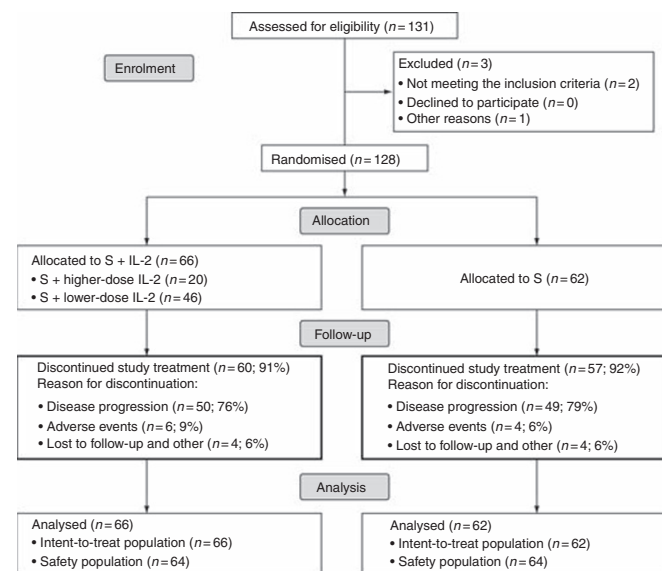 Assessed for eligibility (n=131)
Enrolment
Excluded (n=3)
• Not meeting the inclusion criteria (n=2)
• Declined to participate (n=0)
• Other reasons (n=1)
Randomised (n=128)
Allocation
Allocated to S + IL-2 (n=66)
• S + higher-dose IL-2 (n=20)
• S + lower-dose IL-2 (n=46)
Allocated to S (n=62)
Follow-up
Discontinued study treatment (n=60; 91%)
Reason for discontinuation:
• Disease progression (n=50; 76%)
• Adverse events (n=6; 9%)
• Lost to follow-up and other (n=4; 6%)
Discontinued study treatment (n=57; 92%)
Reason for discontinuation:
• Disease progression (n=49; 79%)
• Adverse events (n=4; 6%)
• Lost to follow-up and other (n=4; 6%)
Analysis
Analysed (n=66)
• Intent-to-treat population (n=66)
• Safety population (n=64)
Analysed (n=62)
• Intent-to-treat population (n=62)
• Safety population (n=64)